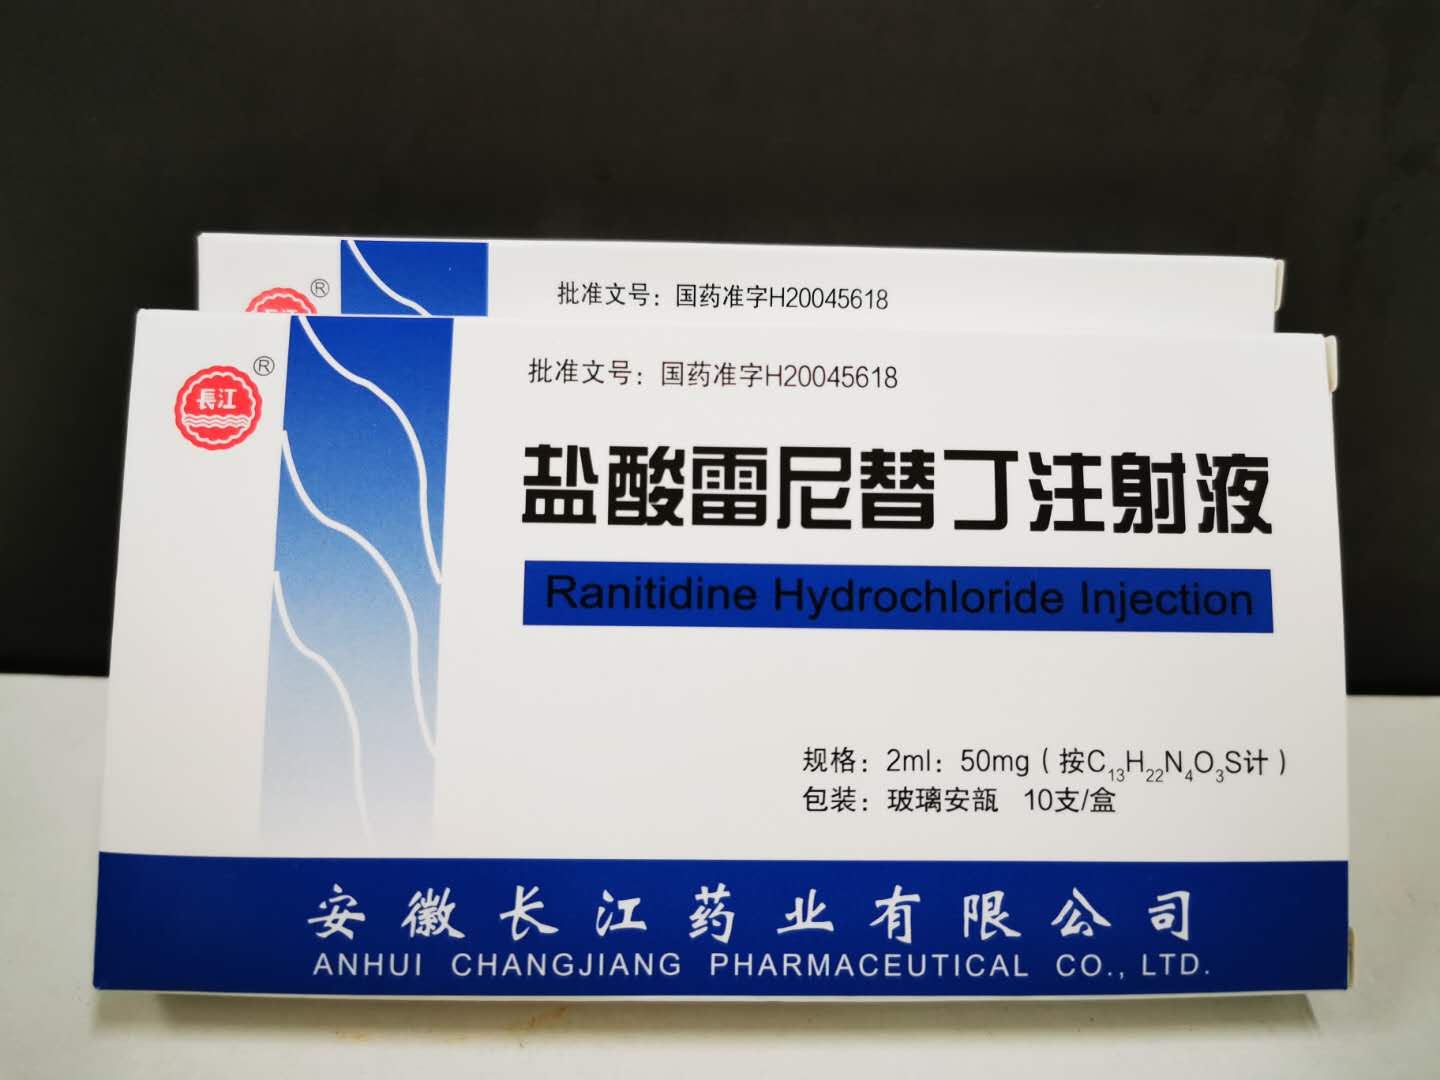 ®
批准文号：国药准字H20045618
長江®
批准文号：国药准字H20045618
盐酸雷尼替丁注射液
Ranitidine Hydrochloride Injection
规格：2ml：50mg（按C₁₃H₂₂N₄O₃S计）
包装：玻璃安瓿 10支/盒
安徽长江药业有限公司
ANHUI CHANGJIANG PHARMACEUTICAL CO., LTD.